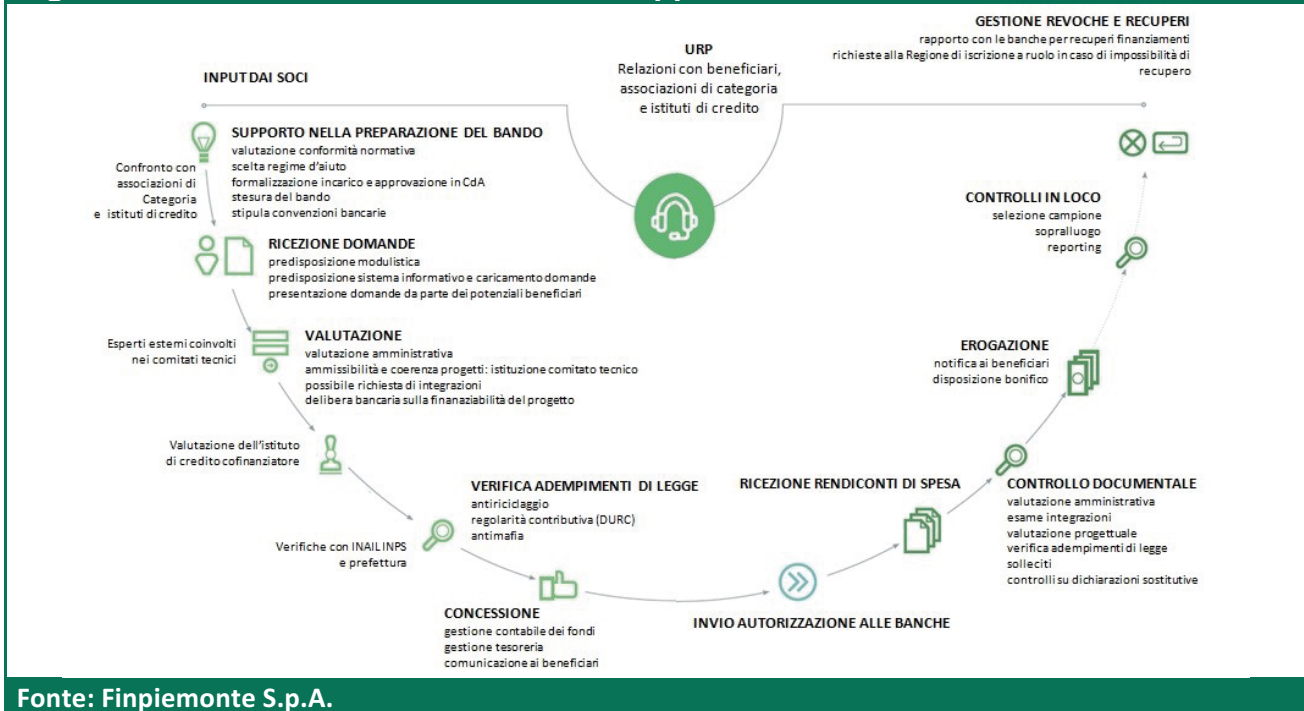 INPUT DAI SOCI
URP
Relazioni con beneficiari,
associazioni di categoria
e istituti di credito
GESTIONE REVOCHE E RECUPERI
rapporto con le banche per recuperi finanziamenti
richieste alla Regione di iscrizione a ruolo in caso di impossibilità di
recupero
SUPPORTO NELLA PREPARAZIONE DEL BANDO
valutazione conformità normativa
scelta regime d'aiuto
formalizzazione incarico e approvazione in CdA
stesura del bando
stipula convenzioni bancarie
Confronto con
associazioni di
Categoria
e istituti di credito
RICEZIONE DOMANDE
predisposizione modulistica
predisposizione sistema informativo e caricamento domande
presentazione domande da parte dei potenziali beneficiari
Esperti esterni coinvolti
nei comitati tecnici
VALUTAZIONE
valutazione amministrativa
ammissibilità e coerenza progetti: istituzione comitato tecnico
possibile richiesta di integrazioni
delibera bancaria sulla finanaziabilità del progetto
Valutazione dell'istituto
di credito cofinanziatore
VERIFICA ADEMPIMENTI DI LEGGE
antiriciclaggio
regolarità contributiva (DURC)
antimafia
Verifiche con INAIL INPS
e prefettura
CONCESSIONE
gestione contabile dei fondi
gestione tesoreria
comunicazione ai beneficiari
INVIO AUTORIZZAZIONE ALLE BANCHE
RICEZIONE RENDICONTI DI SPESA
CONTROLLO DOCUMENTALE
valutazione amministrativa
esame integrazioni
valutazione progettuale
verifica adempimenti di legge
solleciti
controlli su dichiarazioni sostitutive
EROGAZIONE
notifica ai beneficiari
disposizione bonifico
CONTROLLI IN LOCO
selezione campione
sopralluogo
reporting
Fonte: Finpiemonte S.p.A.